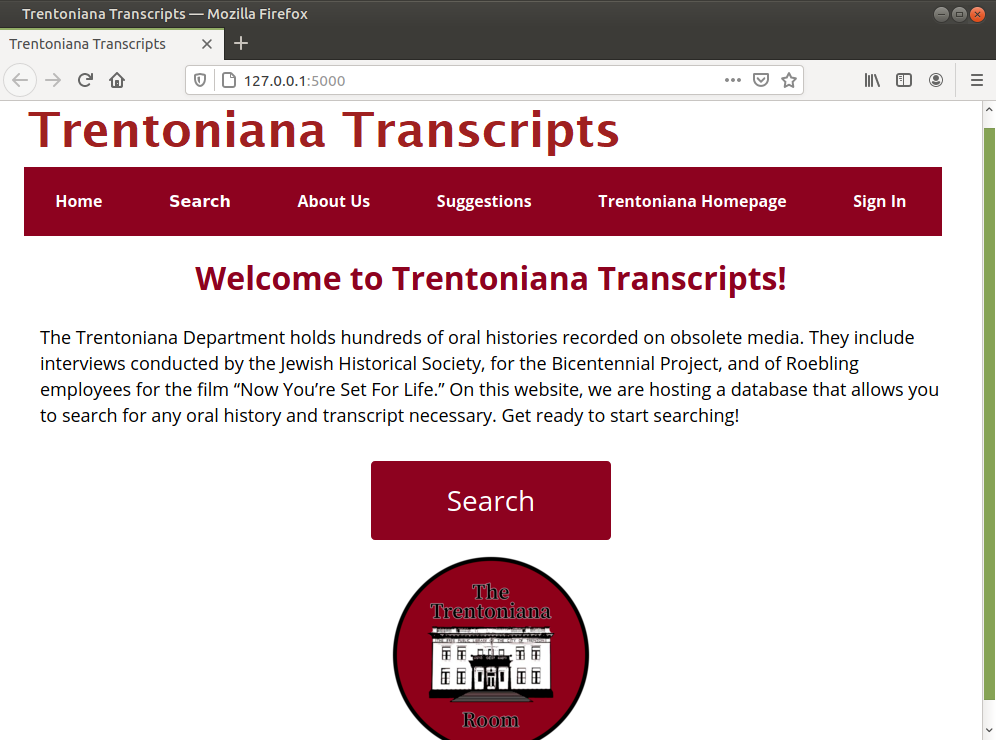 Trentoniana Transcripts — Mozilla Firefox
Trentoniana Transcripts
127.0.0.1:5000
Trentoniana Transcripts
Home Search About Us Suggestions Trentoniana Homepage Sign In
Welcome to Trentoniana Transcripts!
The Trentoniana Department holds hundreds of oral histories recorded on obsolete media. They include
interviews conducted by the Jewish Historical Society, for the Bicentennial Project, and of Roebling
employees for the film “Now You’re Set For Life.” On this website, we are hosting a database that allows you
to search for any oral history and transcript necessary. Get ready to start searching!
Search
The
Trentoniana
Room